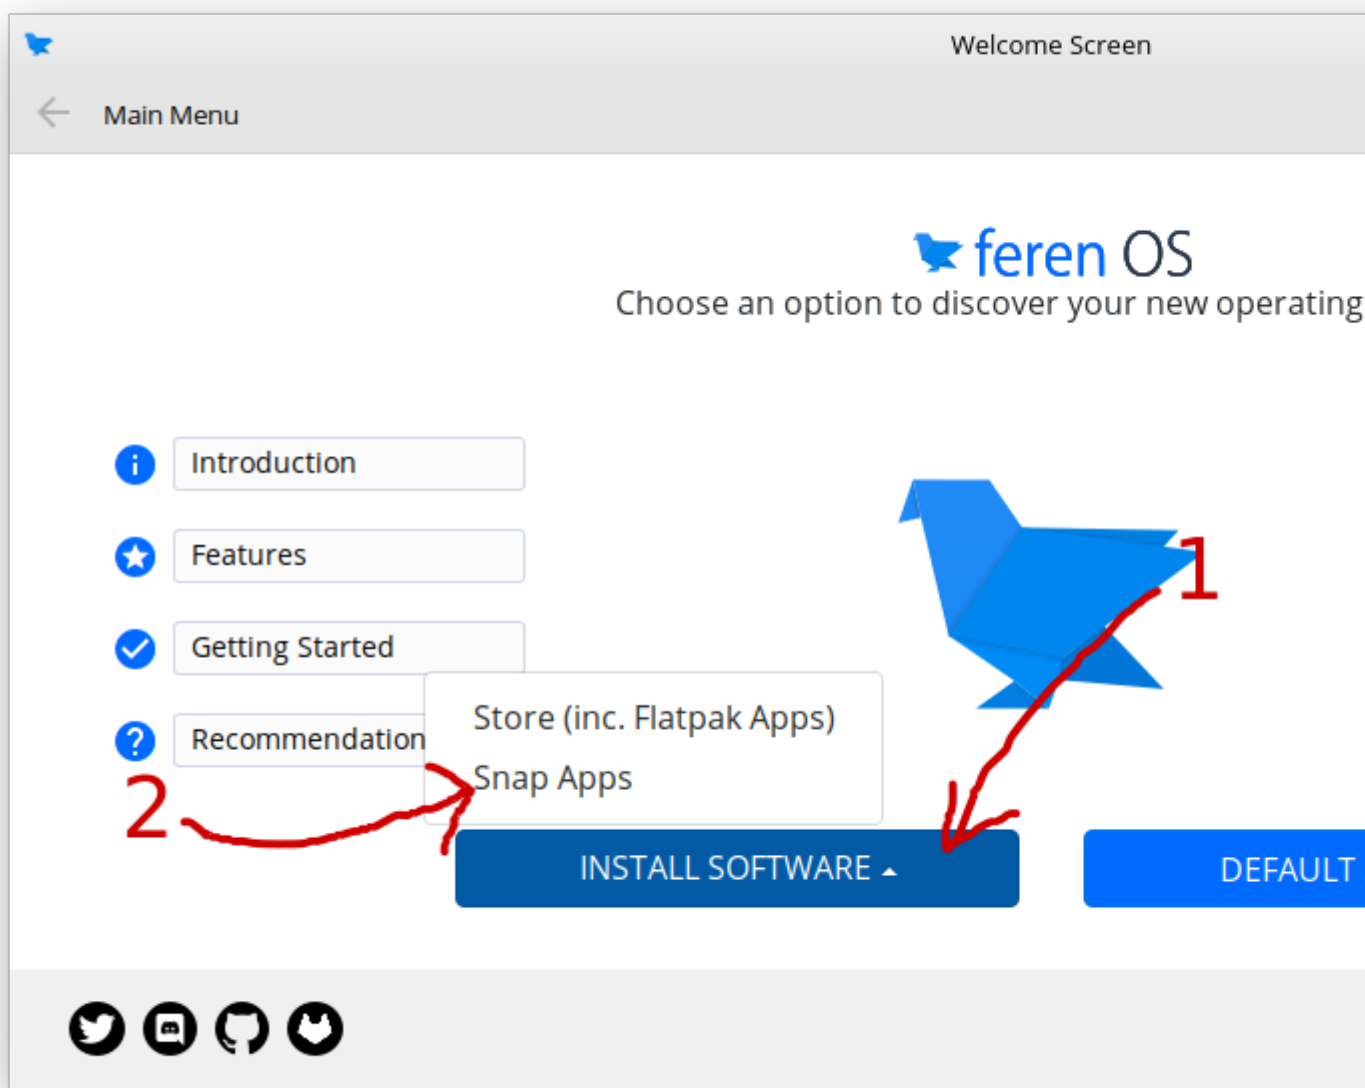 Welcome Screen
Main Menu
feren OS
Choose an option to discover your new operating
Introduction
Features
1
Getting Started
Store (inc. Flatpak Apps)
Recommendation
Snap Apps
2
INSTALL SOFTWARE
DEFAULT